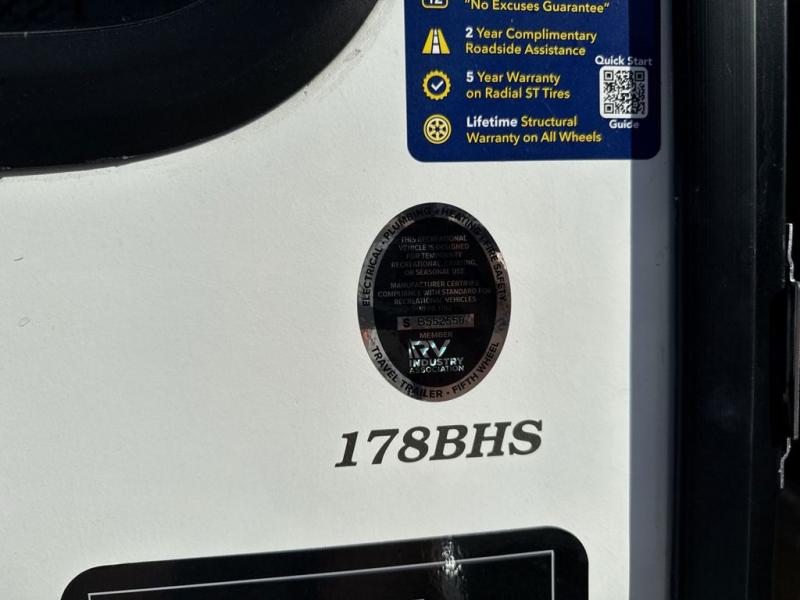 "No Excuses Guarantee"
2 Year Complimentary
Roadside Assistance
5 Year Warranty
on Radial ST Tires
Quick Start
Guide
Lifetime Structural
Warranty on All Wheels
ELECTRICAL • PLUMBING • HEATING • FIRE SAFETY
THIS RECREATIONAL
VEHICLE IS DESIGNED
FOR TEMPORARY
RECREATIONAL, CAMPING,
OR SEASONAL USE
MANUFACTURER CERTIFIES
COMPLIANCE WITH STANDARD FOR
RECREATIONAL VEHICLES
MEMBER
RV
INDUSTRY
ASSOCIATION
TRAVEL TRAILER • FIFTH WHEEL
178BHS